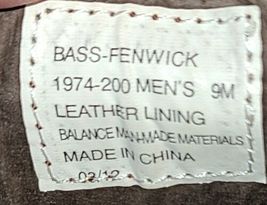 BASS-FENWICK
1974-200 MEN'S 9M
LEATHER LINING
BALANCE MAN-MADE MATERIALS
MADE IN CHINA
02/12